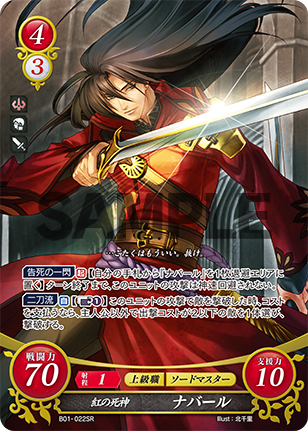 4
3
SAMPLE
ごたくはもういい。抜け
告死の一閃 起 【自分の手札から「ナバール」を1枚退避エリアに
置く】ターン終了まで、このユニットの攻撃は神速回避されない。
二刀流 自 【3】このユニットの攻撃で敵を撃破した時、コスト
を支払うなら、主人公以外で出撃コストが2以下の敵を1体選び、
撃破する。
戦闘力
70
射程
1
上級職
ソードマスター
支援力
10
紅の死神 ナバール
B01-022SR
Illust:北千里